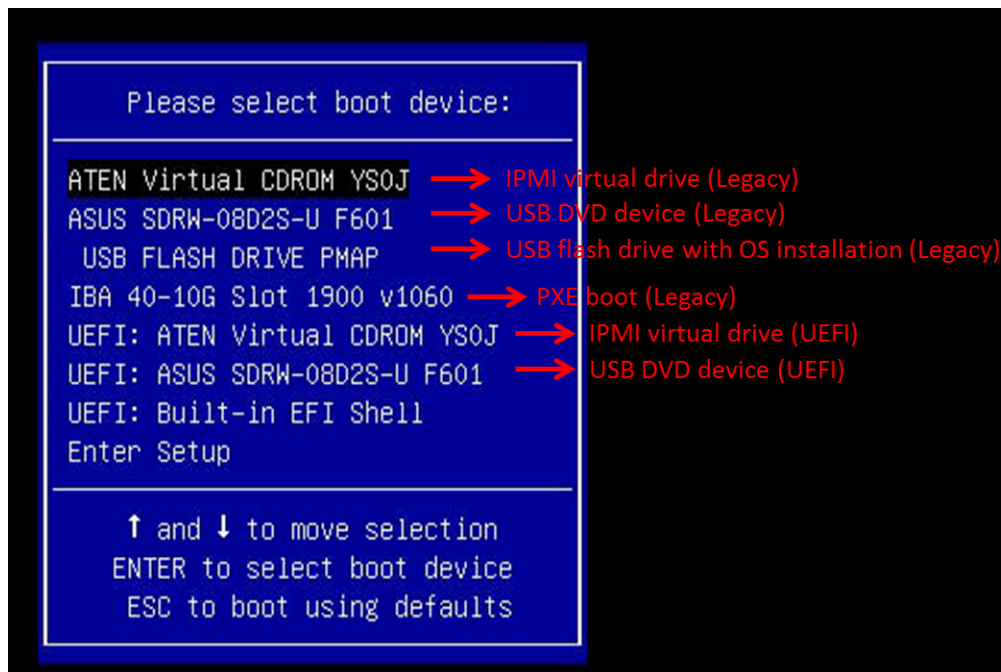 Please select boot device:
ATEN Virtual CDROM YS0J → IPMI virtual drive (Legacy)
ASUS SDRW-08D2S-U F601 → USB DVD device (Legacy)
USB FLASH DRIVE PMAP → USB flash drive with OS installation (Legacy)
IBA 40-10G Slot 1900 v1060 → PXE boot (Legacy)
UEFI: ATEN Virtual CDROM YS0J → IPMI virtual drive (UEFI)
UEFI: ASUS SDRW-08D2S-U F601 → USB DVD device (UEFI)
UEFI: Built-in EFI Shell
Enter Setup
↑ and ↓ to move selection
ENTER to select boot device
ESC to boot using defaults